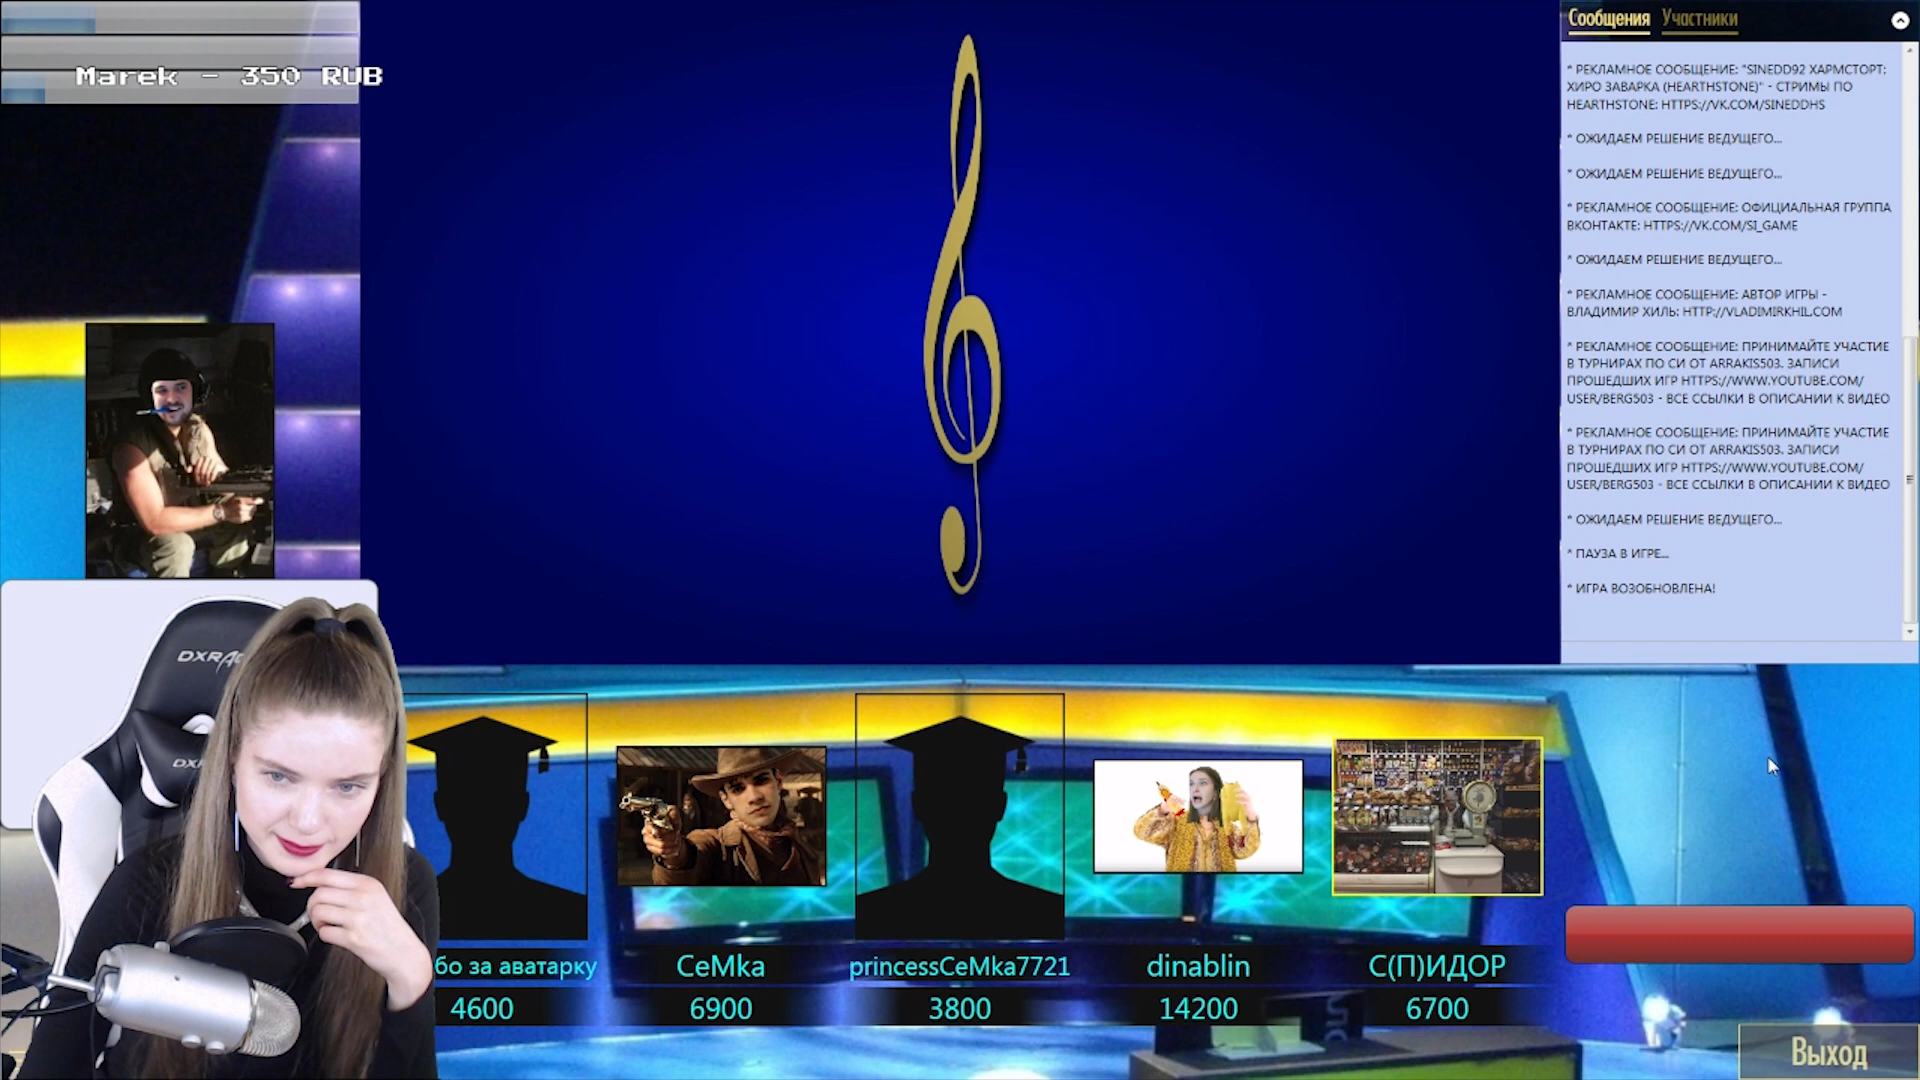 Marek – 350 RUB
Сообщения Участники
* РЕКЛАМНОЕ СООБЩЕНИЕ: "SINEDD92 ХАРМСТОРТ:
ХИРО ЗАВАРКА (HEARTHSTONE)" - СТРИМЫ ПО
HEARTHSTONE: HTTPS://VK.COM/SINEDDHS
* ОЖИДАЕМ РЕШЕНИЕ ВЕДУЩЕГО...
* ОЖИДАЕМ РЕШЕНИЕ ВЕДУЩЕГО...
* РЕКЛАМНОЕ СООБЩЕНИЕ: ОФИЦИАЛЬНАЯ ГРУППА
ВКОНТАКТЕ: HTTPS://VK.COM/SI_GAME
* ОЖИДАЕМ РЕШЕНИЕ ВЕДУЩЕГО...
* РЕКЛАМНОЕ СООБЩЕНИЕ: АВТОР ИГРЫ -
ВЛАДИМИР ХИЛЬ: HTTP://VLADIMIRKHIL.COM
* РЕКЛАМНОЕ СООБЩЕНИЕ: ПРИНИМАЙТЕ УЧАСТИЕ
В ТУРНИРАХ ПО СИ ОТ ARRAKIS503. ЗАПИСИ
ПРОШЕДШИХ ИГР HTTPS://WWW.YOUTUBE.COM/
USER/BERG503 - ВСЕ ССЫЛКИ В ОПИСАНИИ К ВИДЕО
* РЕКЛАМНОЕ СООБЩЕНИЕ: ПРИНИМАЙТЕ УЧАСТИЕ
В ТУРНИРАХ ПО СИ ОТ ARRAKIS503. ЗАПИСИ
ПРОШЕДШИХ ИГР HTTPS://WWW.YOUTUBE.COM/
USER/BERG503 - ВСЕ ССЫЛКИ В ОПИСАНИИ К ВИДЕО
* ОЖИДАЕМ РЕШЕНИЕ ВЕДУЩЕГО...
* ПАУЗА В ИГРЕ...
* ИГРА ВОЗОБНОВЛЕНА!
бо за аватарку CeMka princessCeMka7721 dinablin С(П)ИДОР
4600 6900 3800 14200 6700
Выход